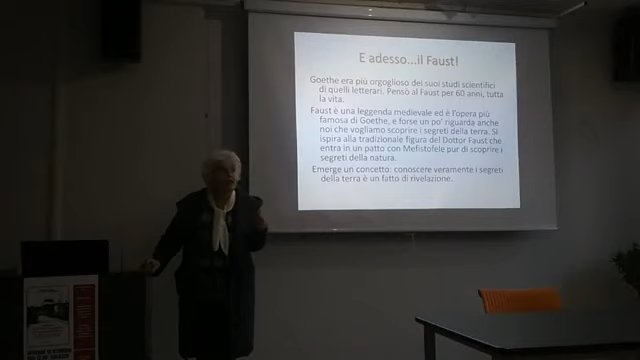 E adesso...il Faust!
Goethe era più orgoglioso dei suoi studi scientifici
di quelli letterari. Pensò al Faust per 60 anni, tutta
la vita.
Faust è una leggenda medievale ed è l'opera più
famosa di Goethe, e forse un po' riguarda anche
noi che vogliamo scoprire i segreti della terra. Si
ispira alla tradizionale figura del Dottor Faust che
entra in un patto con Mefistofele pur di scoprire i
segreti della natura.
Emerge un concetto: conoscere veramente i segreti
della terra è un fatto di rivelazione.